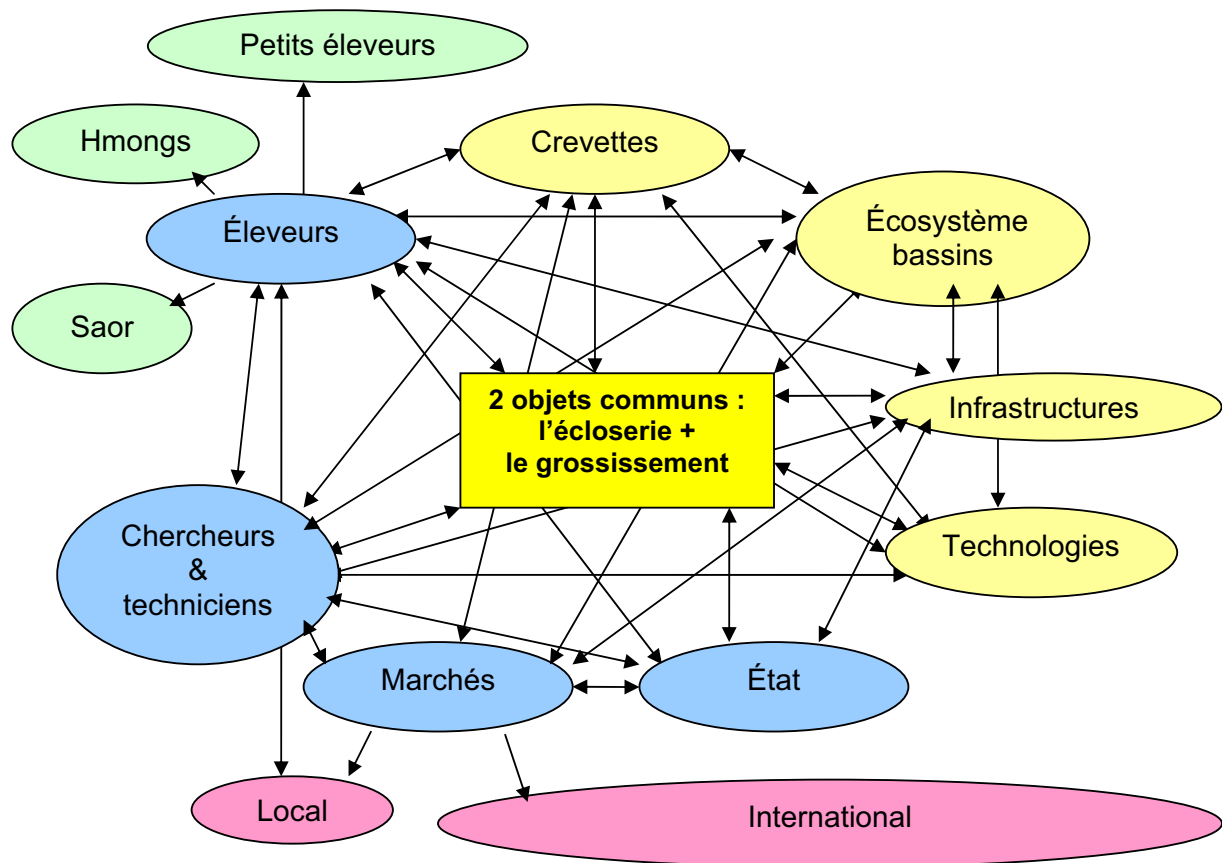 Petits éleveurs
Hmongs
Crevettes
Éleveurs
Écosystème
bassins
Saor
2 objets communs :
l'écloserie +
le grossissement
Infrastructures
Chercheurs
&
techniciens
Technologies
Marchés
État
Local
International